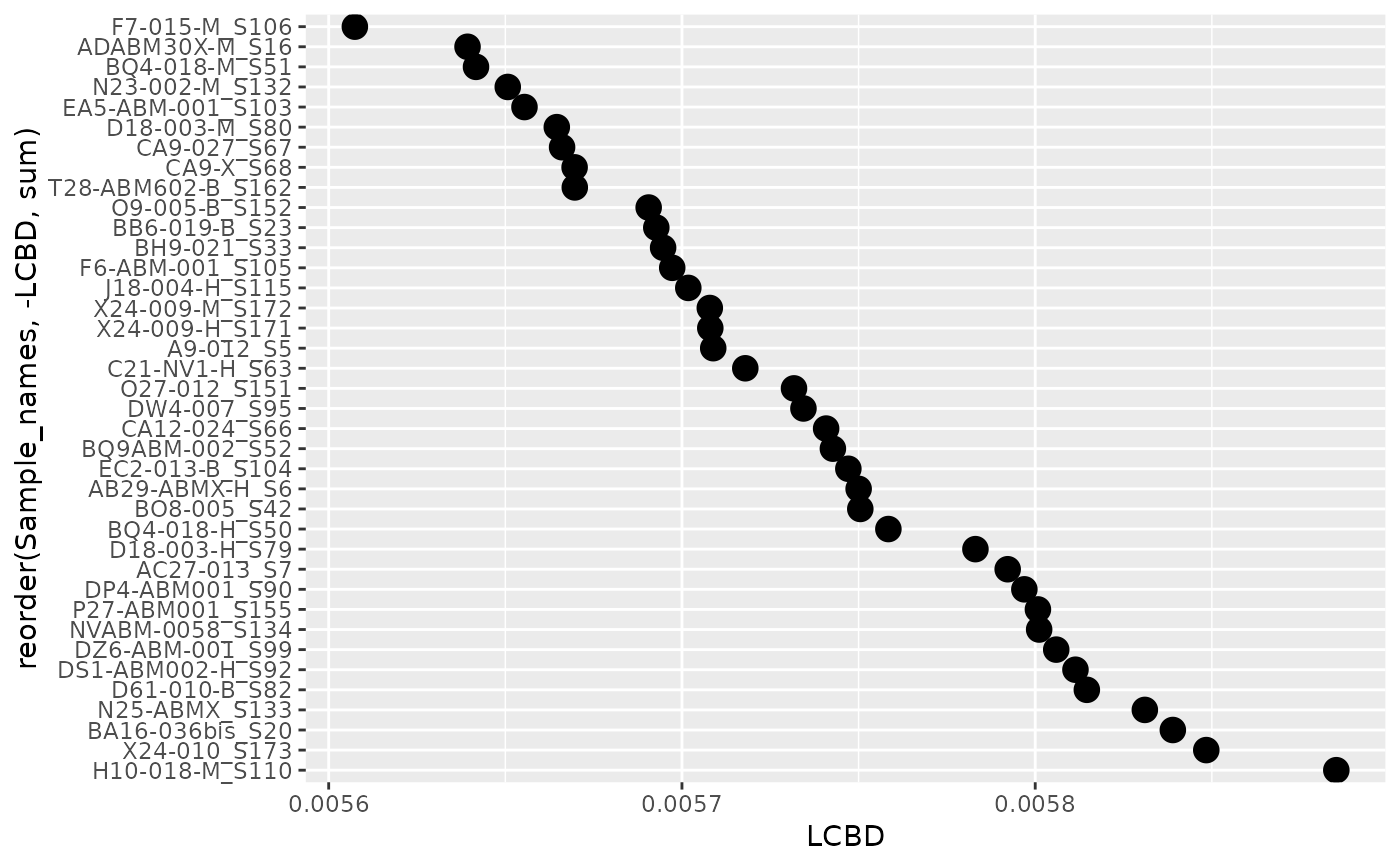 F7-015-M_S106
ADABM30X-M_S16
BQ4-018-M_S51
N23-002-M_S132
EA5-ABM-001_S103
D18-003-M_S80
CA9-027_S67
CA9-X_S68
T28-ABM602-B_S162
O9-005-B_S152
BB6-019-B_S23
BH9-021_S33
F6-ABM-001_S105
J18-004-H_S115
X24-009-M_S172
X24-009-H_S171
A9-012_S5
C21-NV1-H_S63
O27-012_S151
DW4-007_S95
CA12-024_S66
BQ9ABM-002_S52
EC2-013-B_S104
AB29-ABMX-H_S6
BO8-005_S42
BQ4-018-H_S50
D18-003-H_S79
AC27-013_S7
DP4-ABM001_S90
P27-ABM001_S155
NVABM-0058_S134
DZ6-ABM-001_S99
DS1-ABM002-H_S92
D61-010-B_S82
N25-ABMX_S133
BA16-036bis_S20
X24-010_S173
H10-018-M_S110
reorder(Sample_names, -LCBD, sum)
0.0056 0.0057 0.0058
LCBD